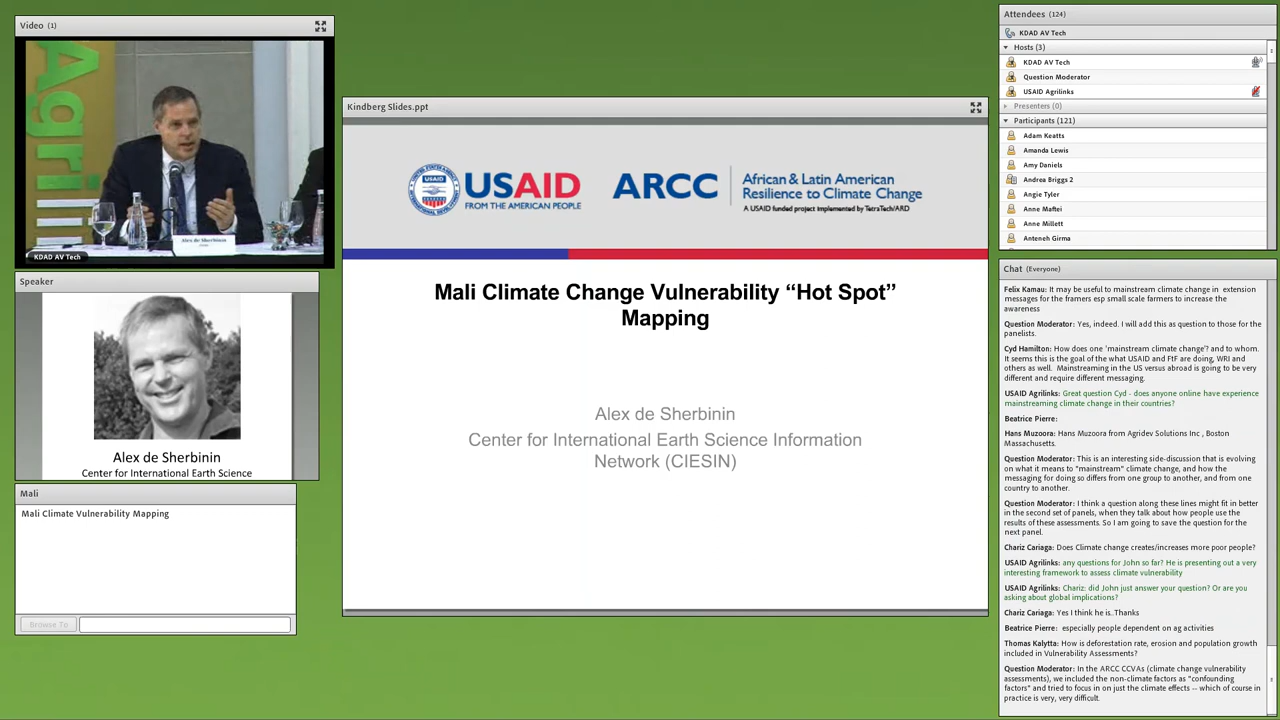 Video (1)
Agril
Alex de Sherbinin
KDAD AV Tech
Speaker
Alex de Sherbinin
Center for International Earth Science
Mali
Mali Climate Vulnerability Mapping
Browse To
Kindberg Slides.ppt
USAID
FROM THE AMERICAN PEOPLE
ARCC
African & Latin American
Resilience to Climate Change
A USAID funded project implemented by TetraTech/ARD
Mali Climate Change Vulnerability “Hot Spot”
Mapping
Alex de Sherbinin
Center for International Earth Science Information
Network (CIESIN)
Attendees (124)
KDAD AV Tech
Hosts (3)
KDAD AV Tech
Question Moderator
USAID Agrilinks
Presenters (0)
Participants (121)
Adam Keatts
Amanda Lewis
Amy Daniels
Andrea Briggs 2
Angie Tyler
Anne Maftei
Anne Millett
Anteneh Girma
Chat (Everyone)
Felix Kamau: It may be useful to mainstream climate change in extension
messages for the framers esp small scale farmers to increase the
awareness
Question Moderator: Yes, indeed. I will add this as question to those for the
panelists.
Cyd Hamilton: How does one 'mainstream climate change'? and to whom.
It seems this is the goal of the what USAID and FtF are doing, WRI and
others as well. Mainstreaming in the US versus abroad is going to be very
different and require different messaging.
USAID Agrilinks: Great question Cyd - does anyone online have experience
mainstreaming climate change in their countries?
Beatrice Pierre:
Hans Muzoora: Hans Muzoora from Agridev Solutions Inc , Boston
Massachusetts.
Question Moderator: This is an interesting side-discussion that is evolving
on what it means to "mainstream" climate change, and how the
messaging for doing so differs from one group to another, and from one
country to another.
Question Moderator: I think a question along these lines might fit in better
in the second set of panels, when they talk about how people use the
results of these assessments. So I am going to save the question for the
next panel.
Chariz Cariaga: Does Climate change creates/increases more poor people?
USAID Agrilinks: any questions for John so far? He is presenting out a very
interesting framework to assess climate vulnerability
USAID Agrilinks: Chariz: did John just answer your question? Or are you
asking about global implications?
Chariz Cariaga: Yes I think he is..Thanks
Beatrice Pierre: especially people dependent on ag activities
Thomas Kalytta: How is deforestation rate, erosion and population growth
included in Vulnerability Assessments?
Question Moderator: In the ARCC CCVAs (climate change vulnerability
assessments), we included the non-climate factors as "confounding
factors" and tried to focus in on just the climate effects -- which of course in
practice is very, very difficult.